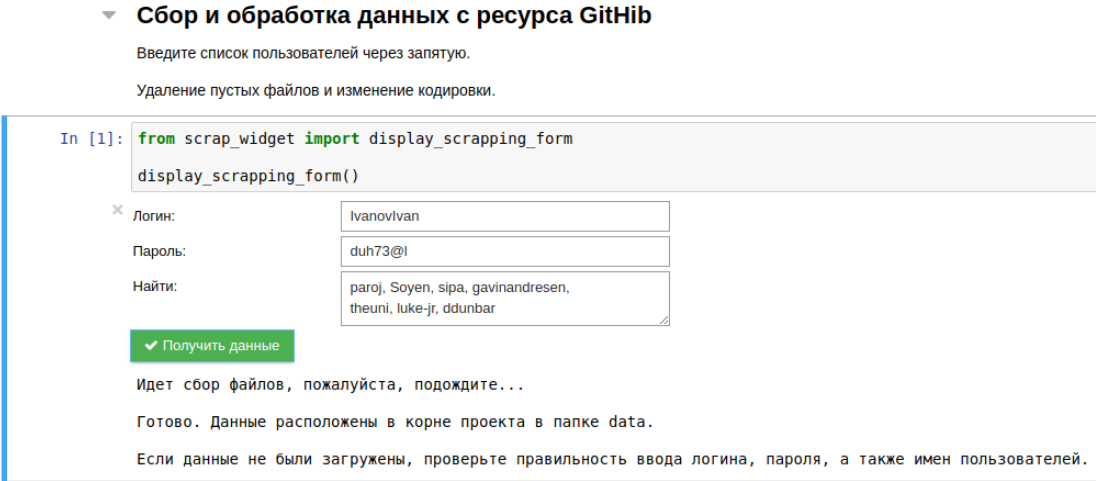 Сбор и обработка данных с ресурса GitHib
Введите список пользователей через запятую.
Удаление пустых файлов и изменение кодировки.
In [1]: from scrap_widget import display_scrapping_form
display_scrapping_form()
Логин: IvanovIvan
Пароль: duh73@l
Найти: paroj, Soyen, sipa, gavinandresen,
theuni, luke-jr, ddunbar
Получить данные
Идет сбор файлов, пожалуйста, подождите...
Готово. Данные расположены в корне проекта в папке data.
Если данные не были загружены, проверьте правильность ввода логина, пароля, а также имен пользователей.